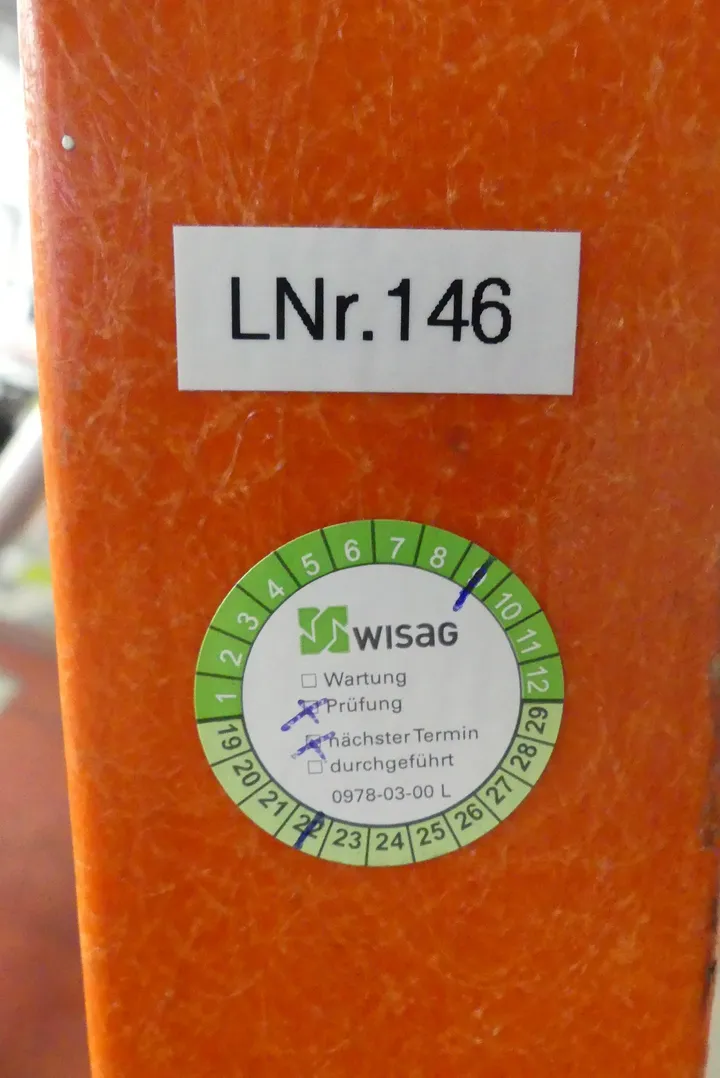 LNr.146
1 2 3 4 5 6 7 8 9 10 11 12
WISAG
Wartung
Prüfung
nächster Termin
durchgeführt
0978-03-00 L
19 20 21 22 23 24 25 26 27 28 29